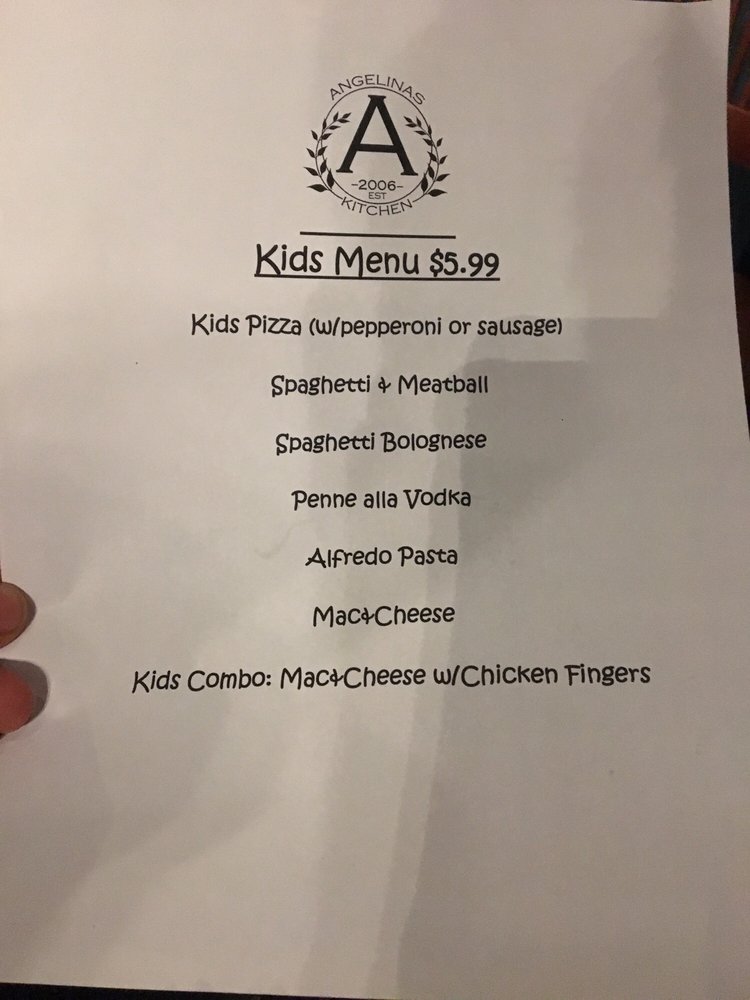 ANGELINAS
A
-2006-
EST
KITCHEN
Kids Menu $5.99
Kids Pizza (w/pepperoni or sausage)
Spaghetti & Meatball
Spaghetti Bolognese
Penne alla Vodka
Alfredo Pasta
Mac&Cheese
Kids Combo: Mac&Cheese w/Chicken Fingers